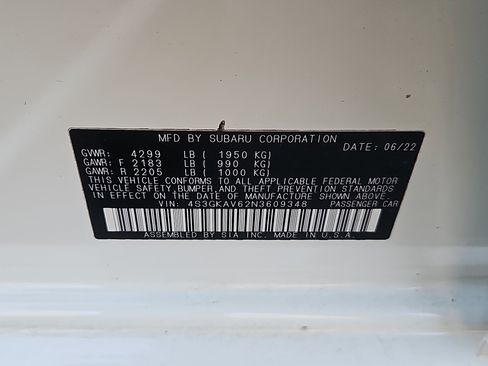 MFD BY SUBARU CORPORATION
DATE: 06/22
GVWR: 4299 LB ( 1950 KG)
GAWR: F 2183 LB ( 990 KG)
GAWR: R 2205 LB ( 1000 KG)
THIS VEHICLE CONFORMS TO ALL APPLICABLE FEDERAL MOTOR
VEHICLE SAFETY, BUMPER, AND THEFT PREVENTION STANDARDS
IN EFFECT ON THE DATE OF MANUFACTURE SHOWN ABOVE.
VIN: 4S3GKAV62N3609348 PASSENGER CAR
ASSEMBLED BY SIA INC. MADE IN U.S.A.